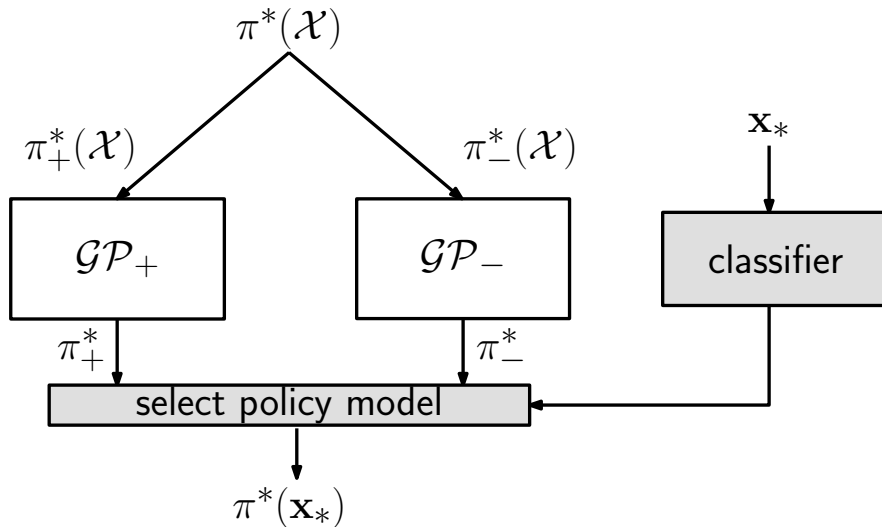 π*(𝒳)
π*₊(𝒳)
π*₋(𝒳)
x*
𝒢𝒫₊
𝒢𝒫₋
classifier
π*₊
π*₋
select policy model
π*(x*)